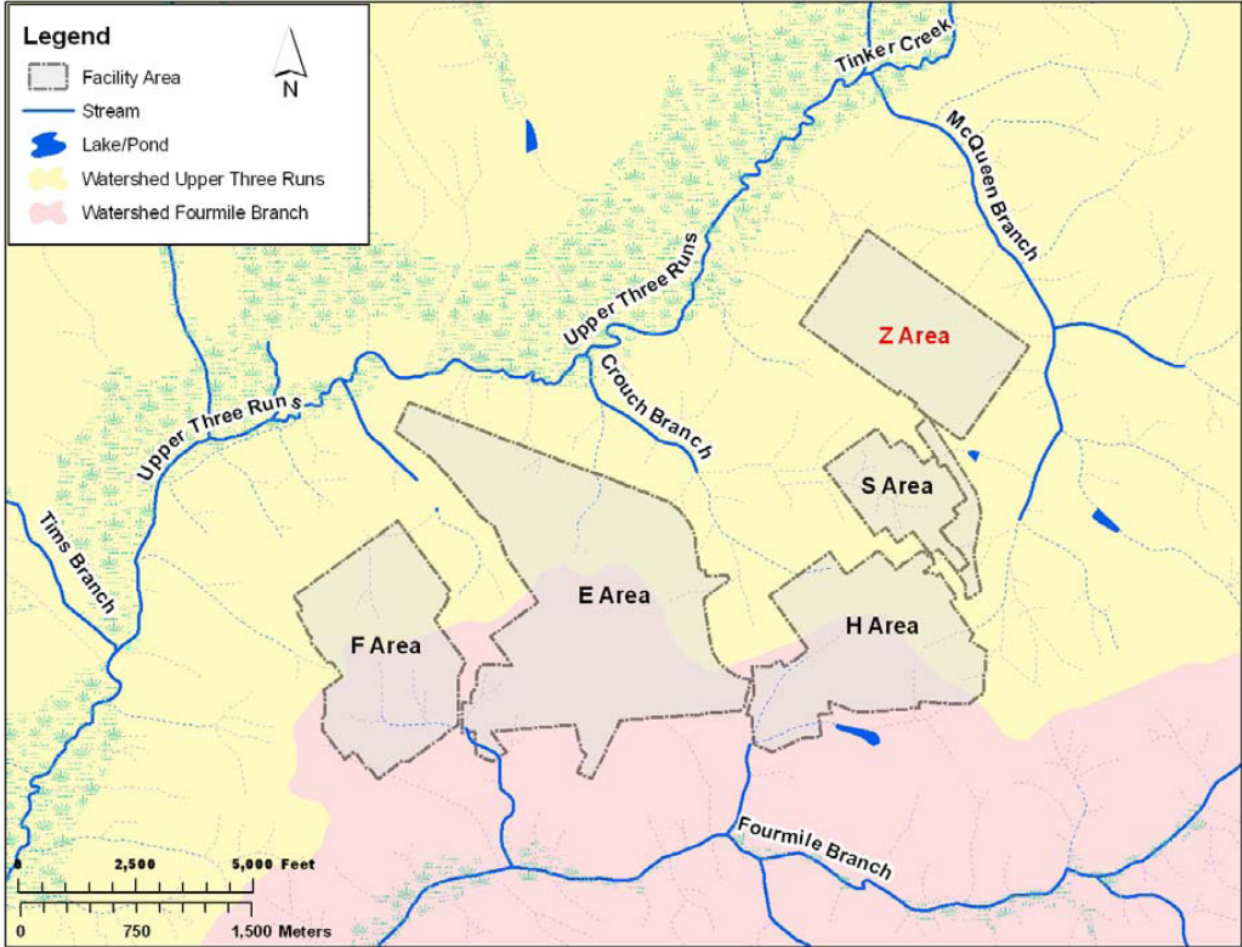 Legend
N
Facility Area
Stream
Lake/Pond
Watershed Upper Three Runs
Watershed Fourmile Branch
Tinker Creek
McQueen Branch
Upper Three Runs
Z Area
Crouch Branch
Upper Three Runs
S Area
Tims Branch
E Area
H Area
F Area
Fourmile Branch
0 2,500 5,000 Feet
0 750 1,500 Meters